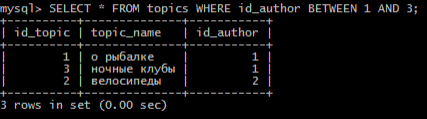 mysql> SELECT * FROM topics WHERE id_author BETWEEN 1 AND 3;
+----------+--------------+-----------+
| id_topic | topic_name | id_author |
+----------+--------------+-----------+
| 1 | о рыбалке | 1 |
| 3 | ночные клубы | 1 |
| 2 | велосипеды | 2 |
+----------+--------------+-----------+
3 rows in set (0.00 sec)